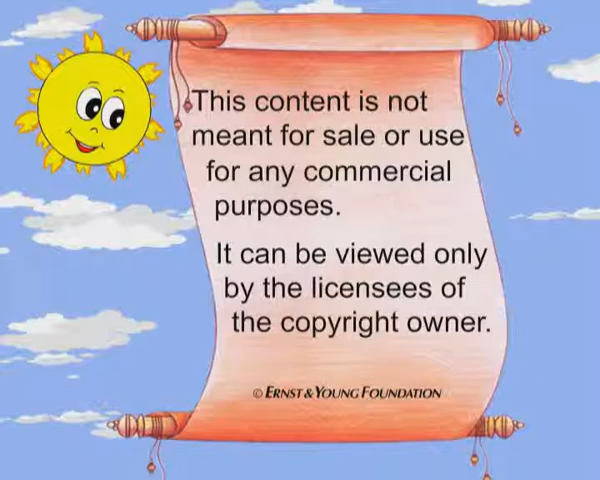 This content is not
meant for sale or use
for any commercial
purposes.
It can be viewed only
by the licensees of
the copyright owner.
© ERNST & YOUNG FOUNDATION